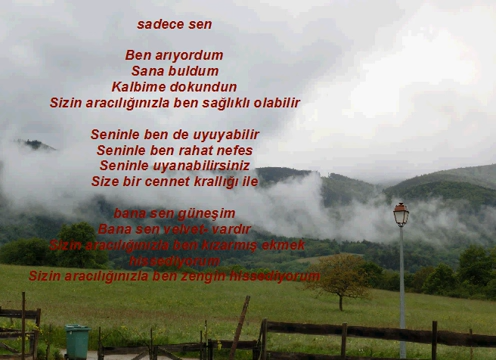 sadece sen
Ben arıyordum
Sana buldum
Kalbime dokundun
Sizin aracılığınızla ben sağlıklı olabilir
Seninle ben de uyuyabilir
Seninle ben rahat nefes
Seninle uyanabilirsiniz
Size bir cennet krallığı ile
bana sen güneşim
Bana sen yelveti vardır
Sizin aracılığınızla ben kızarmış ekmek
hissediyorum
Sizin aracılığınızla ben zengin hissediyorum